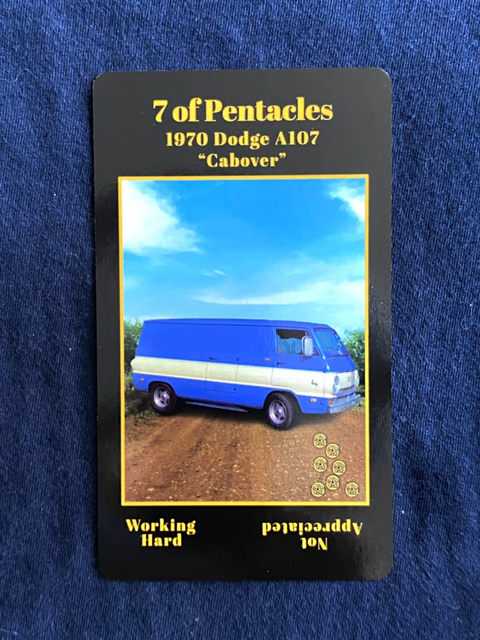 7 of Pentacles
1970 Dodge A107
“Cabover”
Working
Hard
Not
Appreciated